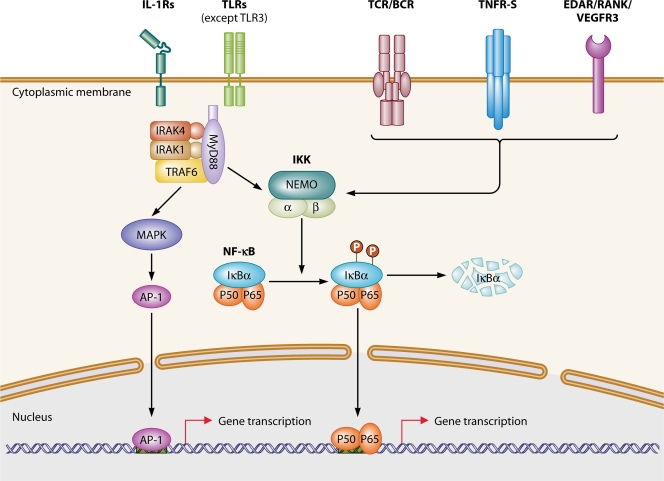 IL-1Rs
TLRs
(except TLR3)
TCR/BCR
TNFR-S
EDAR/RANK/
VEGFR3
Cytoplasmic membrane
IRAK4
IRAK1
TRAF6
MyD88
IKK
NEMO
α
β
MAPK
NF-κB
P
P
IκBα
P50
P65
IκBα
P50
P65
IκBα
AP-1
Nucleus
AP-1
Gene transcription
P50
P65
Gene transcription